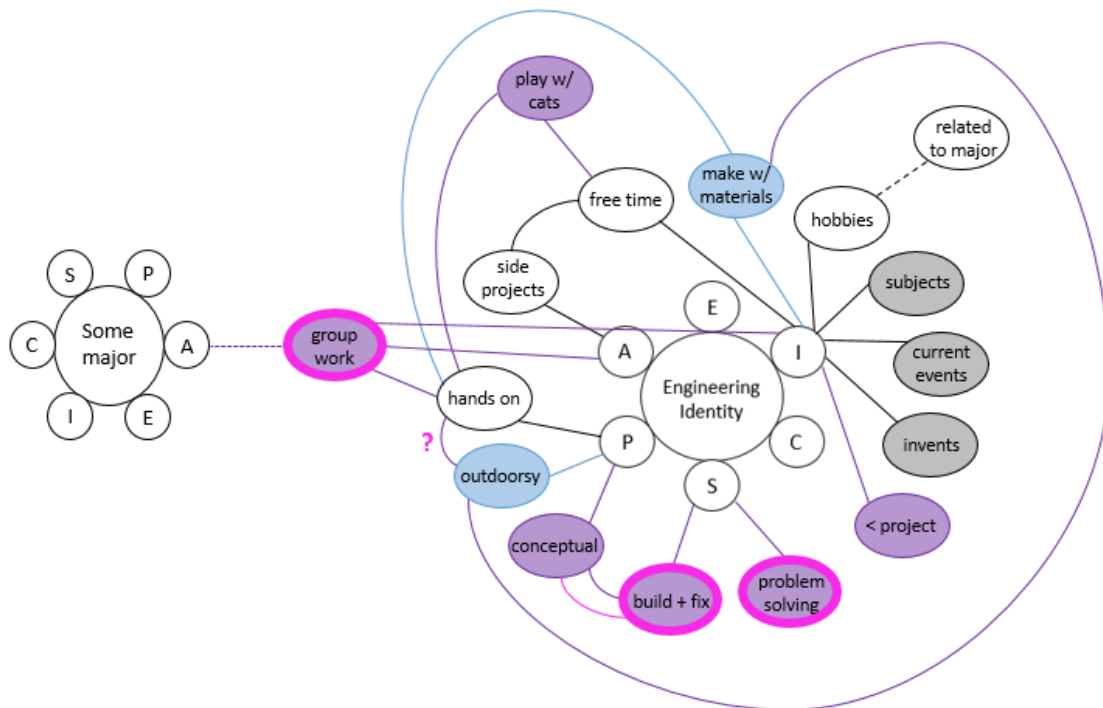 play w/
cats
related
to major
make w/
materials
free time
hobbies
side
projects
subjects
S
P
E
C
Some
major
A
group
work
A
I
current
events
Engineering
Identity
hands on
I
E
?
P
C
invents
outdoorsy
S
< project
conceptual
build + fix
problem
solving